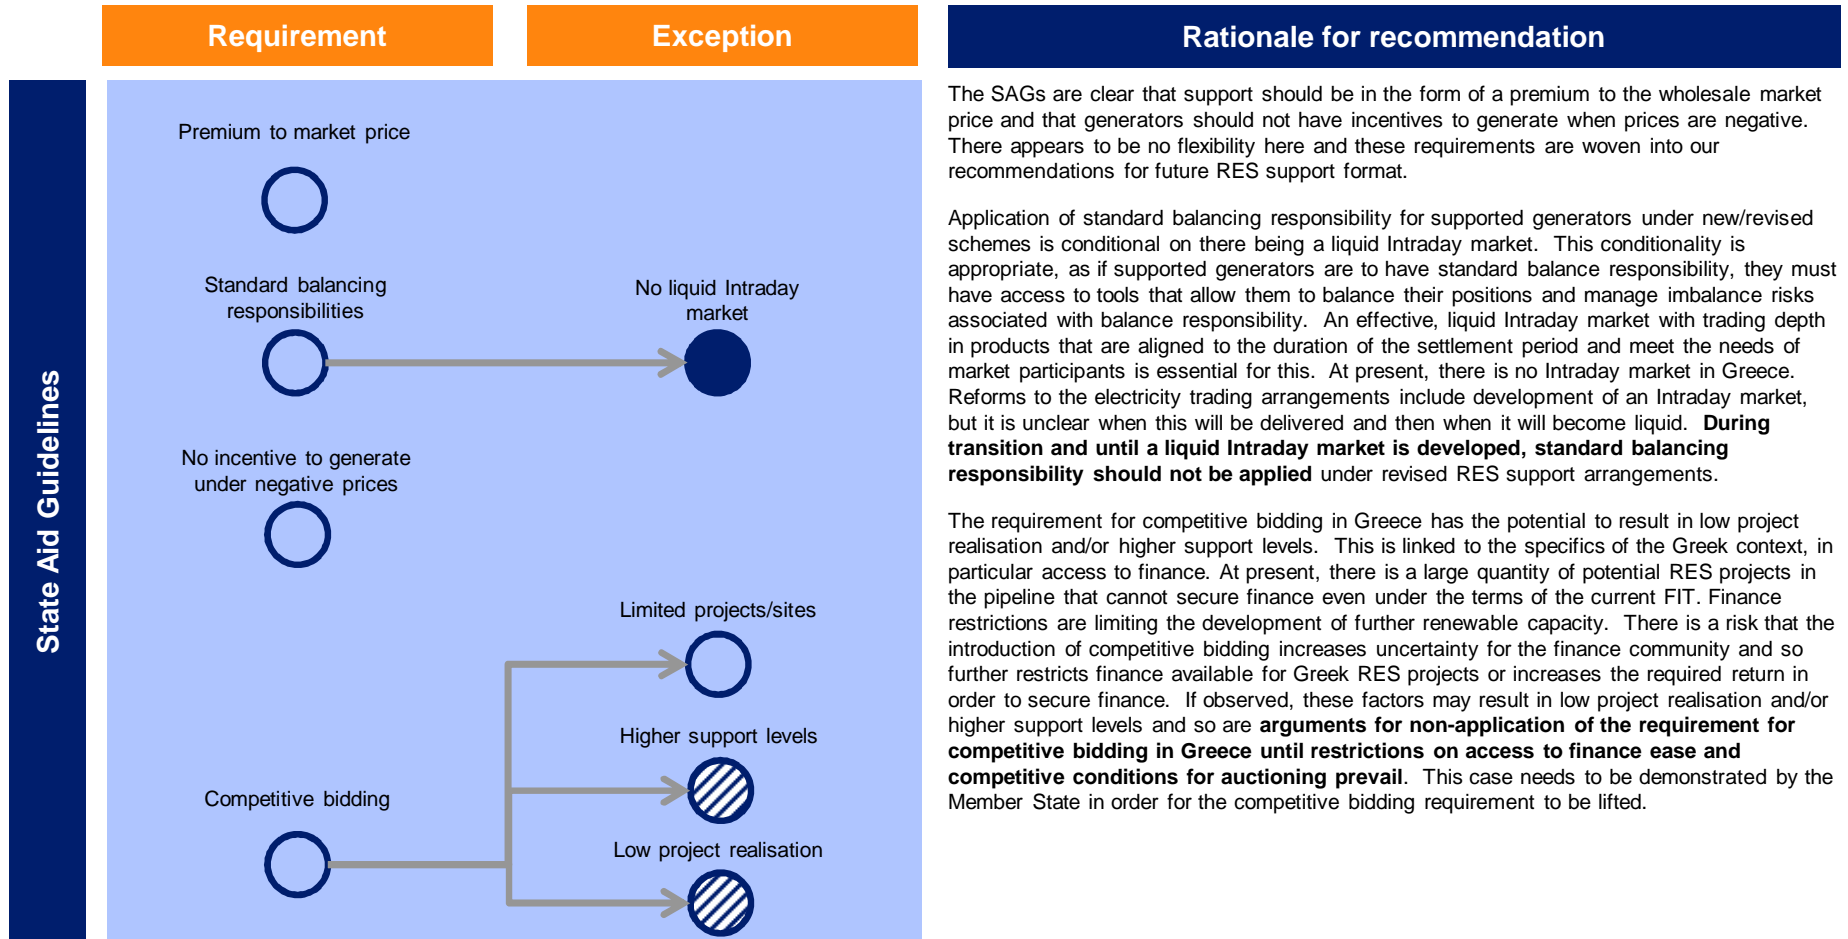 Requirement
Exception
Rationale for recommendation
State Aid Guidelines
Premium to market price
Standard balancing
responsibilities
No liquid Intraday
market
No incentive to generate
under negative prices
Limited projects/sites
Higher support levels
Competitive bidding
Low project realisation
The SAGs are clear that support should be in the form of a premium to the wholesale market
price and that generators should not have incentives to generate when prices are negative.
There appears to be no flexibility here and these requirements are woven into our
recommendations for future RES support format.
Application of standard balancing responsibility for supported generators under new/revised
schemes is conditional on there being a liquid Intraday market. This conditionality is
appropriate, as if supported generators are to have standard balance responsibility, they must
have access to tools that allow them to balance their positions and manage imbalance risks
associated with balance responsibility. An effective, liquid Intraday market with trading depth
in products that are aligned to the duration of the settlement period and meet the needs of
market participants is essential for this. At present, there is no Intraday market in Greece.
Reforms to the electricity trading arrangements include development of an Intraday market,
but it is unclear when this will be delivered and then when it will become liquid. During
transition and until a liquid Intraday market is developed, standard balancing
responsibility should not be applied under revised RES support arrangements.
The requirement for competitive bidding in Greece has the potential to result in low project
realisation and/or higher support levels. This is linked to the specifics of the Greek context, in
particular access to finance. At present, there is a large quantity of potential RES projects in
the pipeline that cannot secure finance even under the terms of the current FIT. Finance
restrictions are limiting the development of further renewable capacity. There is a risk that the
introduction of competitive bidding increases uncertainty for the finance community and so
further restricts finance available for Greek RES projects or increases the required return in
order to secure finance. If observed, these factors may result in low project realisation and/or
higher support levels and so are arguments for non-application of the requirement for
competitive bidding in Greece until restrictions on access to finance ease and
competitive conditions for auctioning prevail. This case needs to be demonstrated by the
Member State in order for the competitive bidding requirement to be lifted.